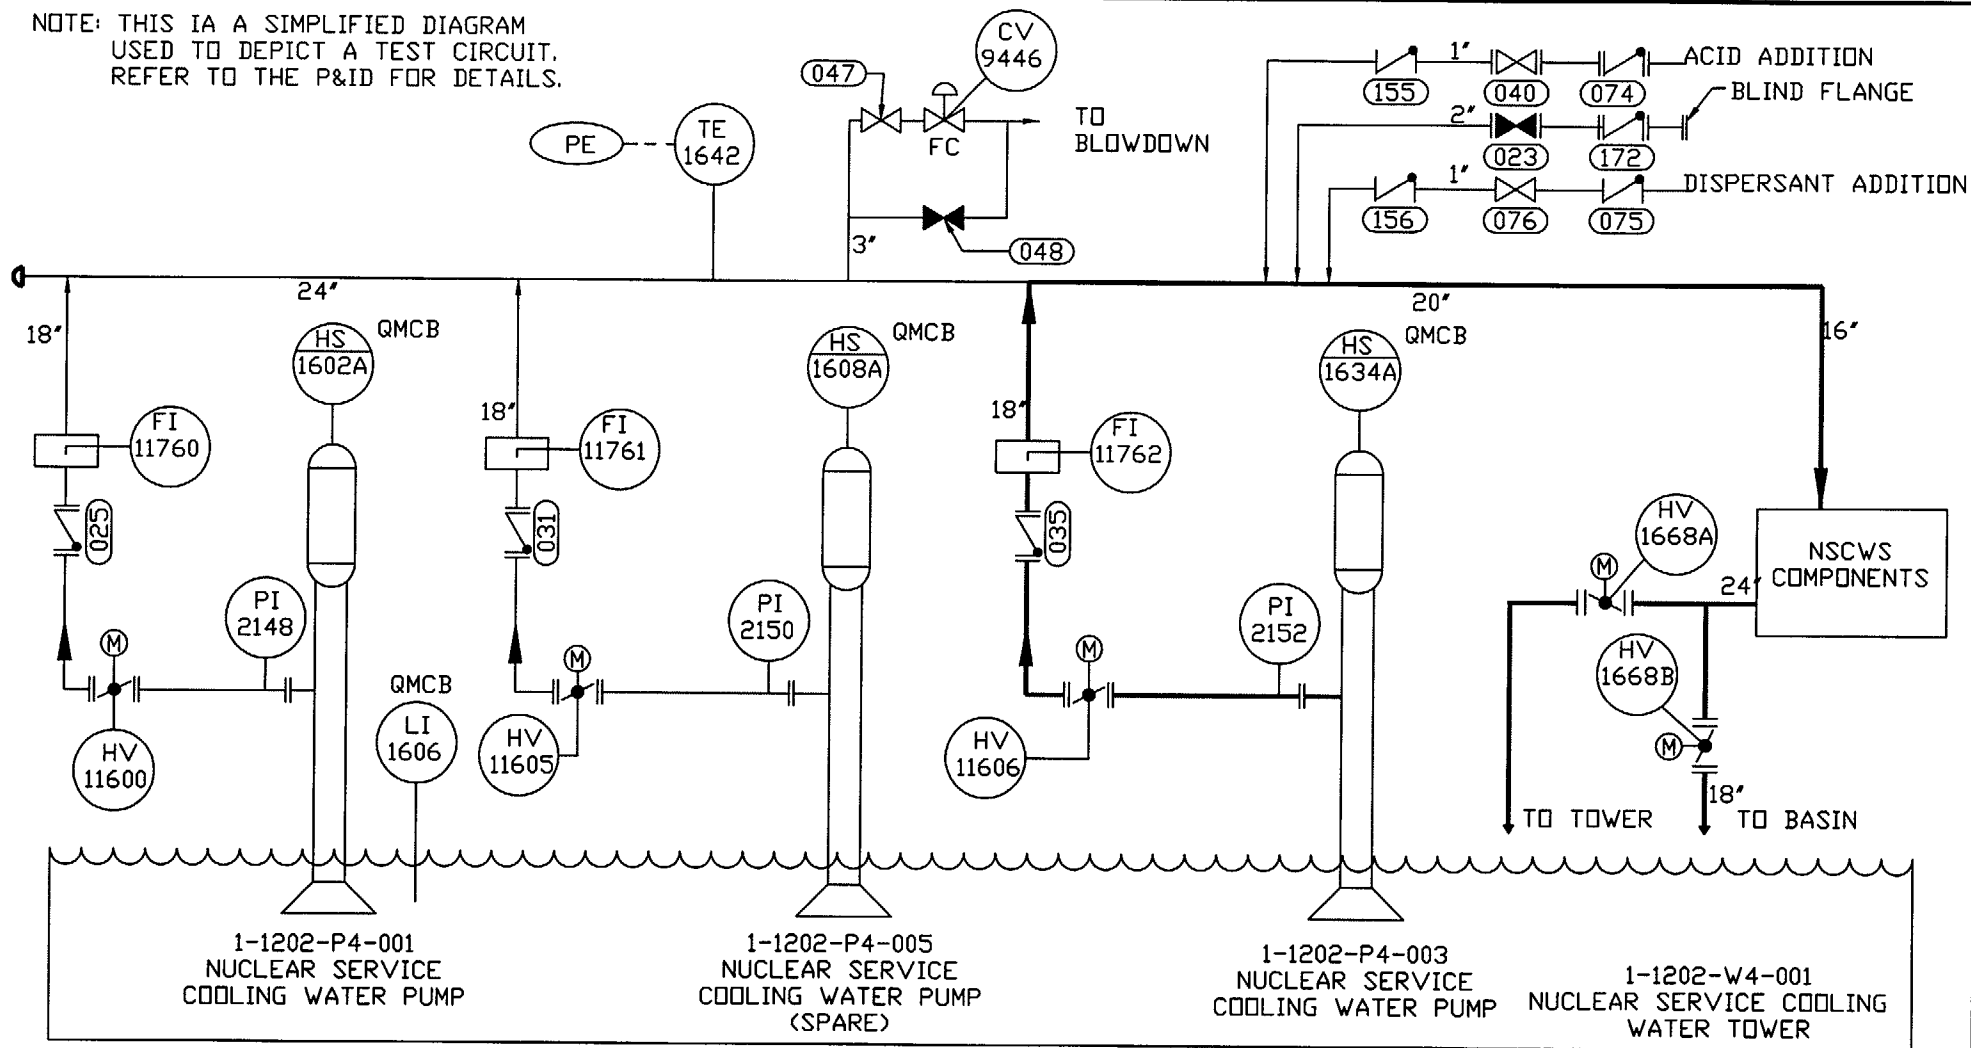 NOTE: THIS IA A SIMPLIFIED DIAGRAM
USED TO DEPICT A TEST CIRCUIT.
REFER TO THE P&ID FOR DETAILS.
PE
TE
1642
047
CV
9446
FC
TO
BLOWDOWN
048
3"
1"
ACID ADDITION
155
040
074
BLIND FLANGE
2"
023
172
1"
DISPERSANT ADDITION
156
076
075
24"
20"
18"
16"
HS
1602A
QMCB
HS
1608A
QMCB
HS
1634A
QMCB
FI
11760
18"
FI
11761
18"
FI
11762
025
031
035
HV
1668A
NSCWS
COMPONENTS
24"
M
PI
2148
PI
2150
PI
2152
M
M
M
HV
1668B
M
QMCB
LI
1606
HV
11600
HV
11605
HV
11606
18"
TO TOWER
TO BASIN
1-1202-P4-001
NUCLEAR SERVICE
COOLING WATER PUMP
1-1202-P4-005
NUCLEAR SERVICE
COOLING WATER PUMP
(SPARE)
1-1202-P4-003
NUCLEAR SERVICE
COOLING WATER PUMP
1-1202-W4-001
NUCLEAR SERVICE COOLING
WATER TOWER